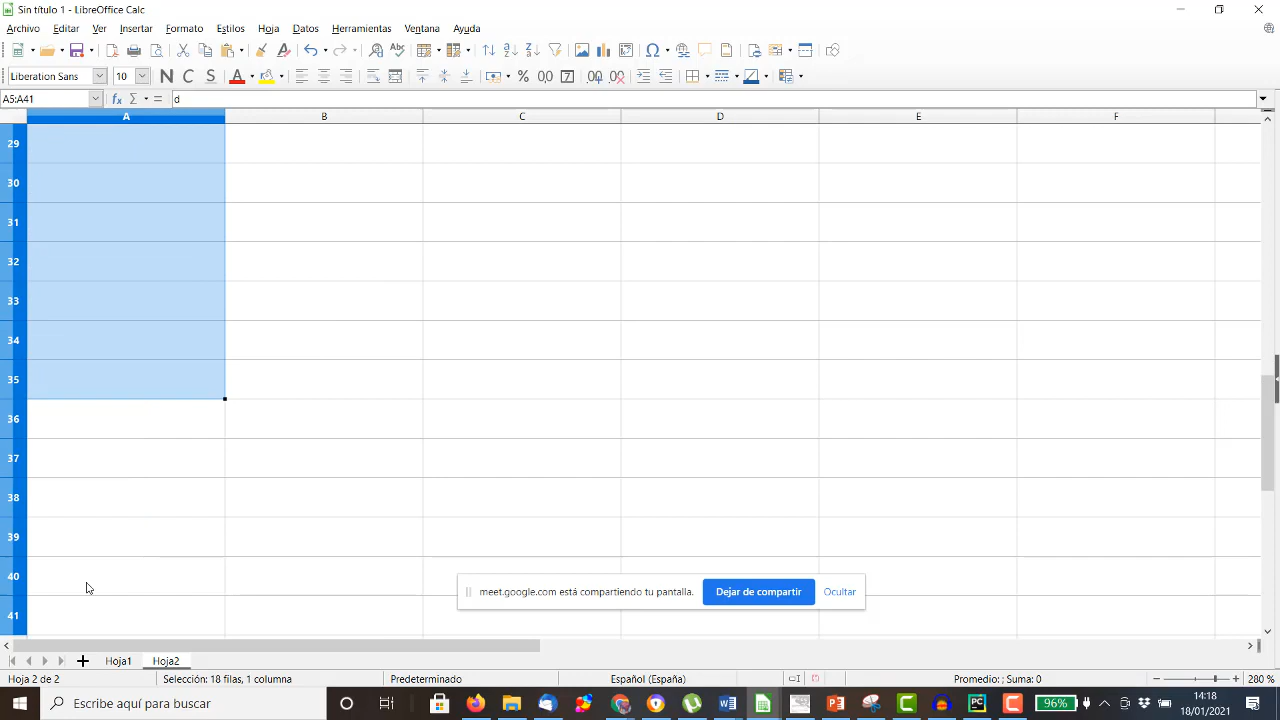 Sin título 1 - LibreOffice Calc
Archivo Editar Ver Insertar Formato Estilos Hoja Datos Herramientas Ventana Ayuda
Liberation Sans 10 N C S
A5:A41 d
A B C D E F
29
30
31
32
33
34
35
36
37
38
39
40
meet.google.com está compartiendo tu pantalla. Dejar de compartir Ocultar
41
Hoja1 Hoja2
Hoja 2 de 2 Selección: 18 filas, 1 columna Predeterminado Español (España) Promedio: ; Suma: 0 280 %
Escribe aquí para buscar 96% 14:18
18/01/2021